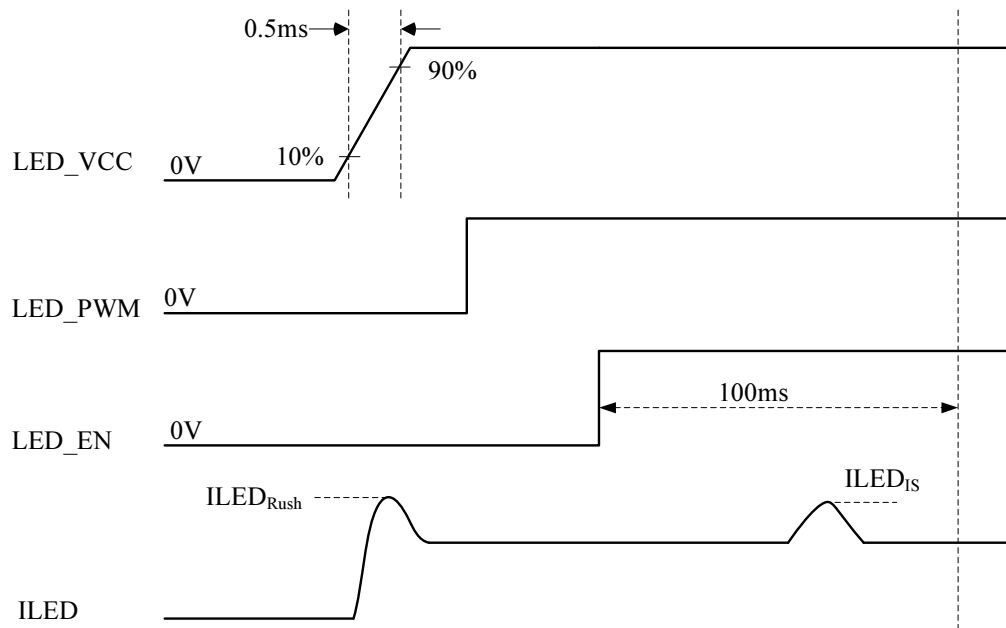 0.5ms
90%
10%
LED_VCC
0V
0V
LED_PWM
100ms
0V
LED_EN
ILED_IS
ILED_Rush
ILED